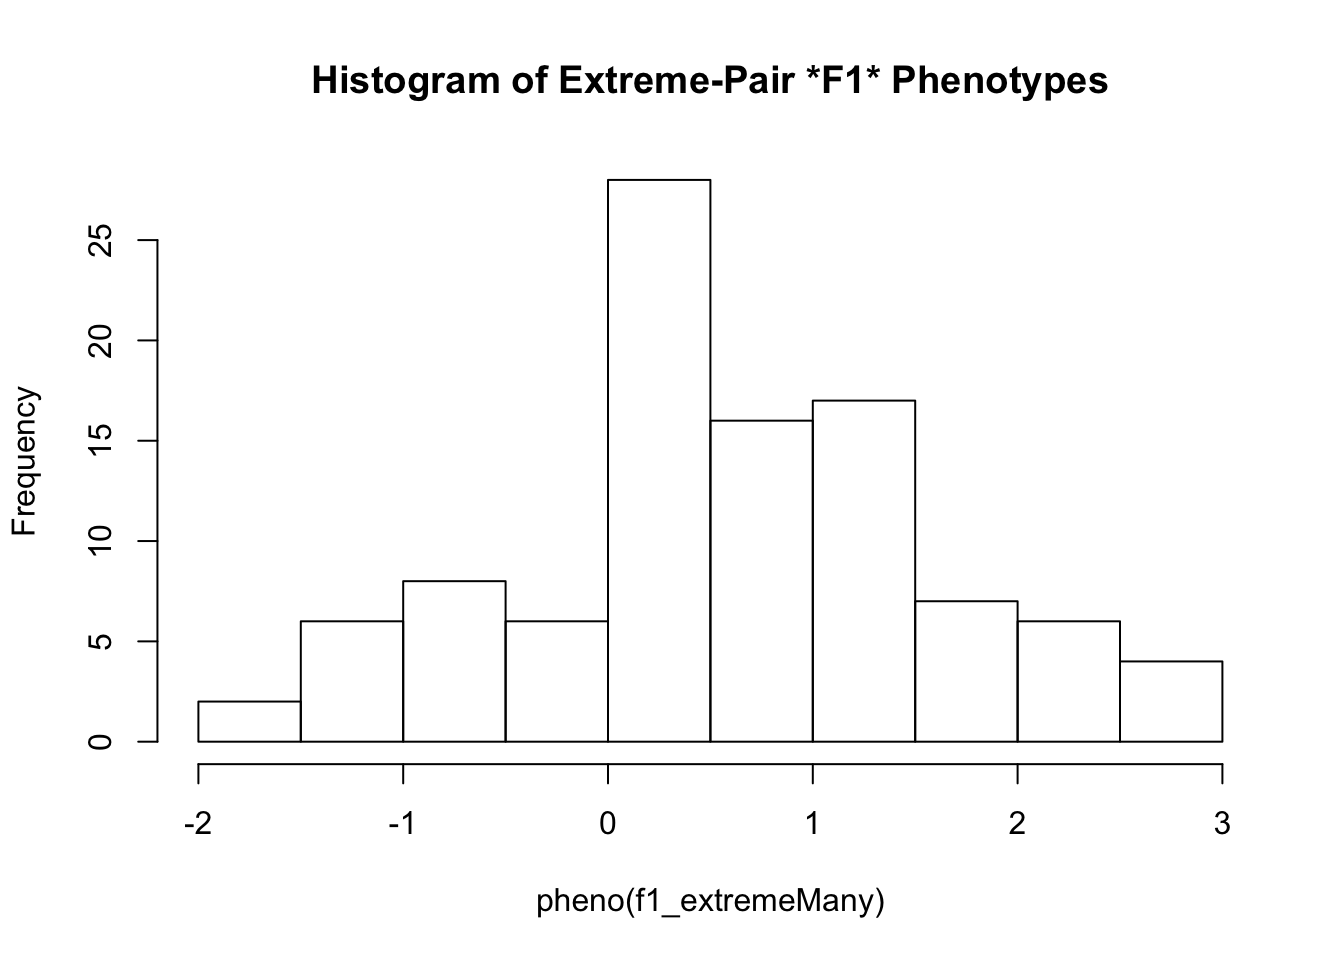 Histogram of Extreme-Pair *F1* Phenotypes
Frequency
25
20
15
10
5
0
-2 -1 0 1 2 3
pheno(f1_extremeMany)